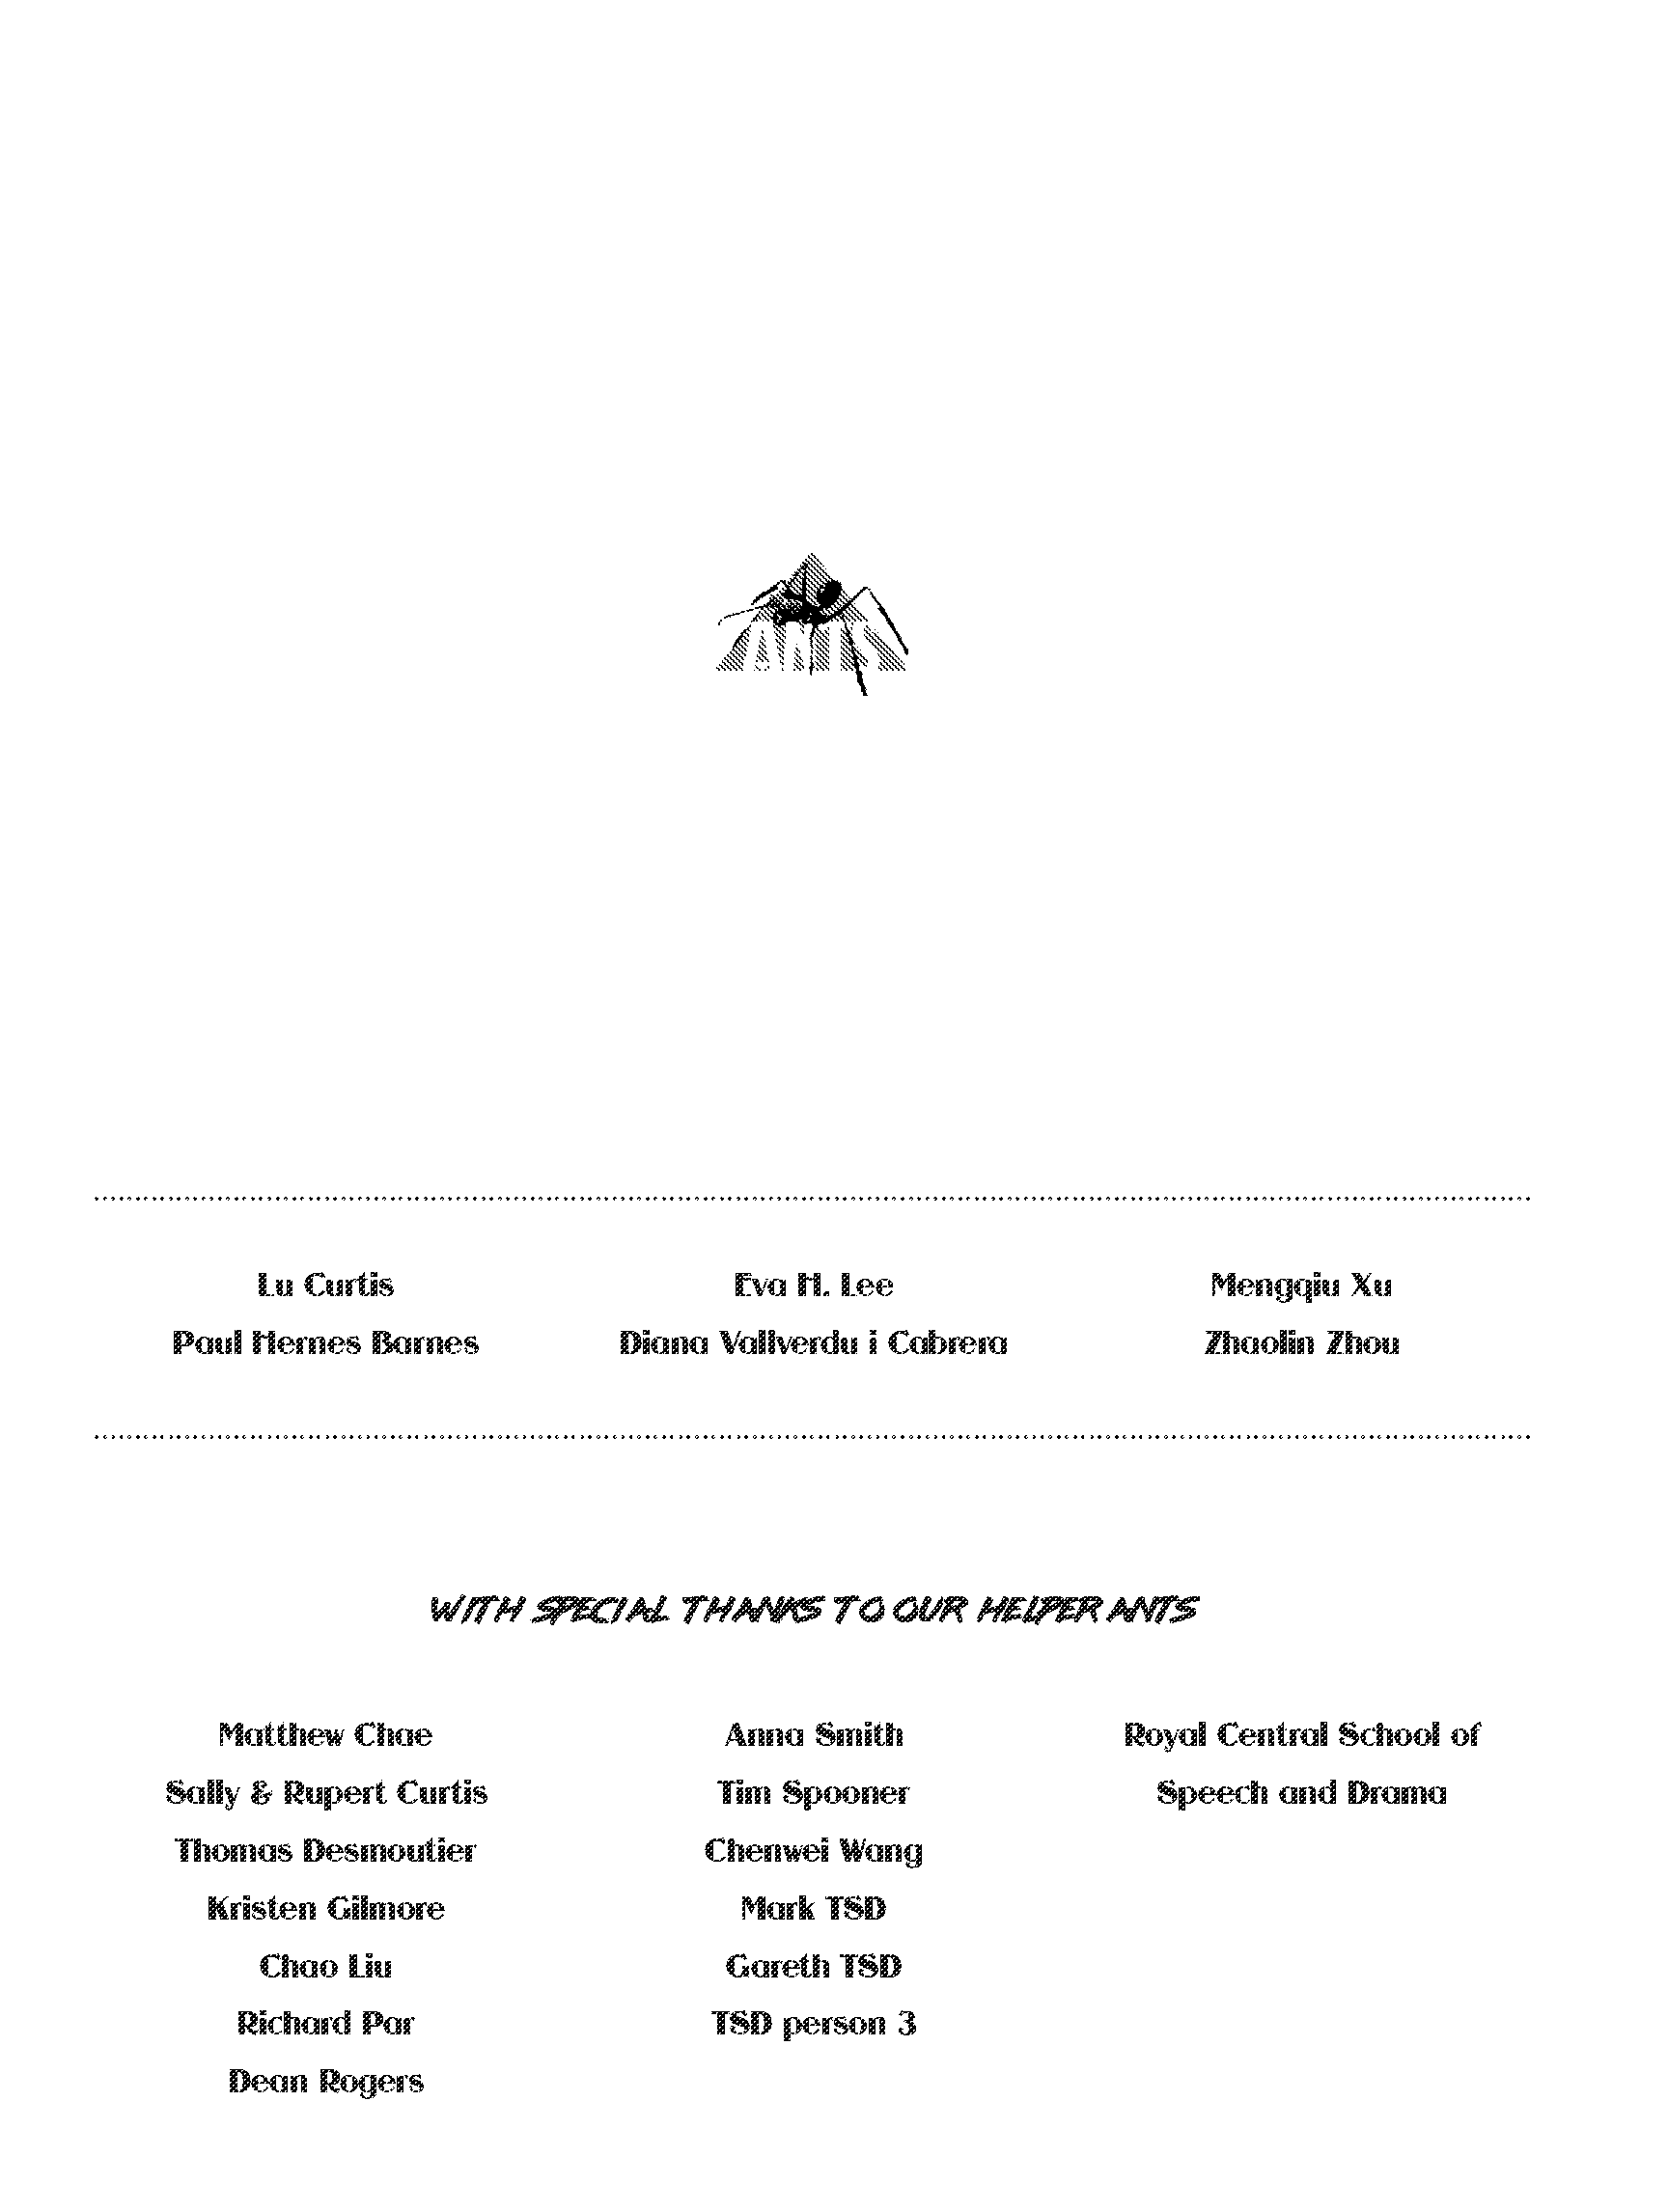 ANTS
Lu Curtis
Paul Hernes Barnes
Eva H. Lee
Diana Vallverdu i Cabrera
Mengqiu Xu
Zhaolin Zhou
WITH SPECIAL THANKS TO OUR HELPER ANTS
Matthew Chae
Sally & Rupert Curtis
Thomas Desmoutier
Kristen Gilmore
Chao Liu
Richard Par
Dean Rogers
Anna Smith
Tim Spooner
Chenwei Wang
Mark TSD
Gareth TSD
TSD person 3
Royal Central School of
Speech and Drama